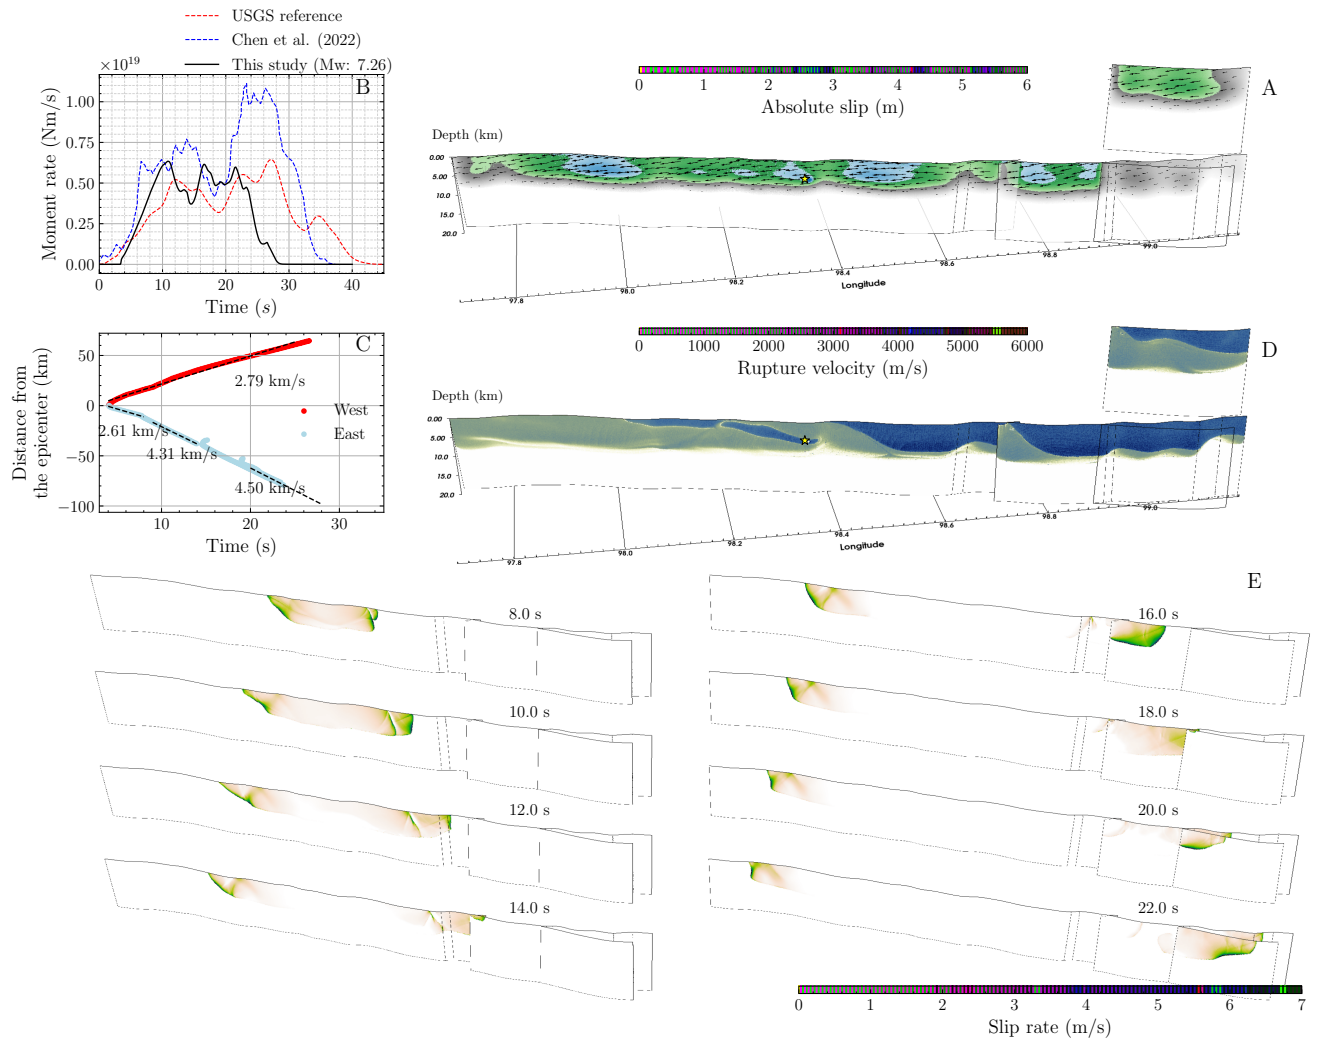 USGS reference
Chen et al. (2022)
This study (Mw: 7.26)
×10¹⁹
B
Moment rate (Nm/s)
1.00
0.75
0.50
0.25
0.00
0 10 20 30 40
Time (s)
0 1 2 3 4 5 6
Absolute slip (m)
A
Depth (km)
0.00
5.00
10.0
15.0
20.0
97.8 98.0 98.2 98.4 98.6 98.8 99.0
Longitude
C
Distance from
the epicenter (km)
50
0
−50
−100
2.79 km/s
West
East
2.61 km/s
4.31 km/s
4.50 km/s
10 20 30
Time (s)
0 1000 2000 3000 4000 5000 6000
Rupture velocity (m/s)
D
Depth (km)
0.00
5.00
10.0
15.0
20.0
97.8 98.0 98.2 98.4 98.6 98.8 99.0
Longitude
E
8.0 s
10.0 s
12.0 s
14.0 s
16.0 s
18.0 s
20.0 s
22.0 s
0 1 2 3 4 5 6 7
Slip rate (m/s)